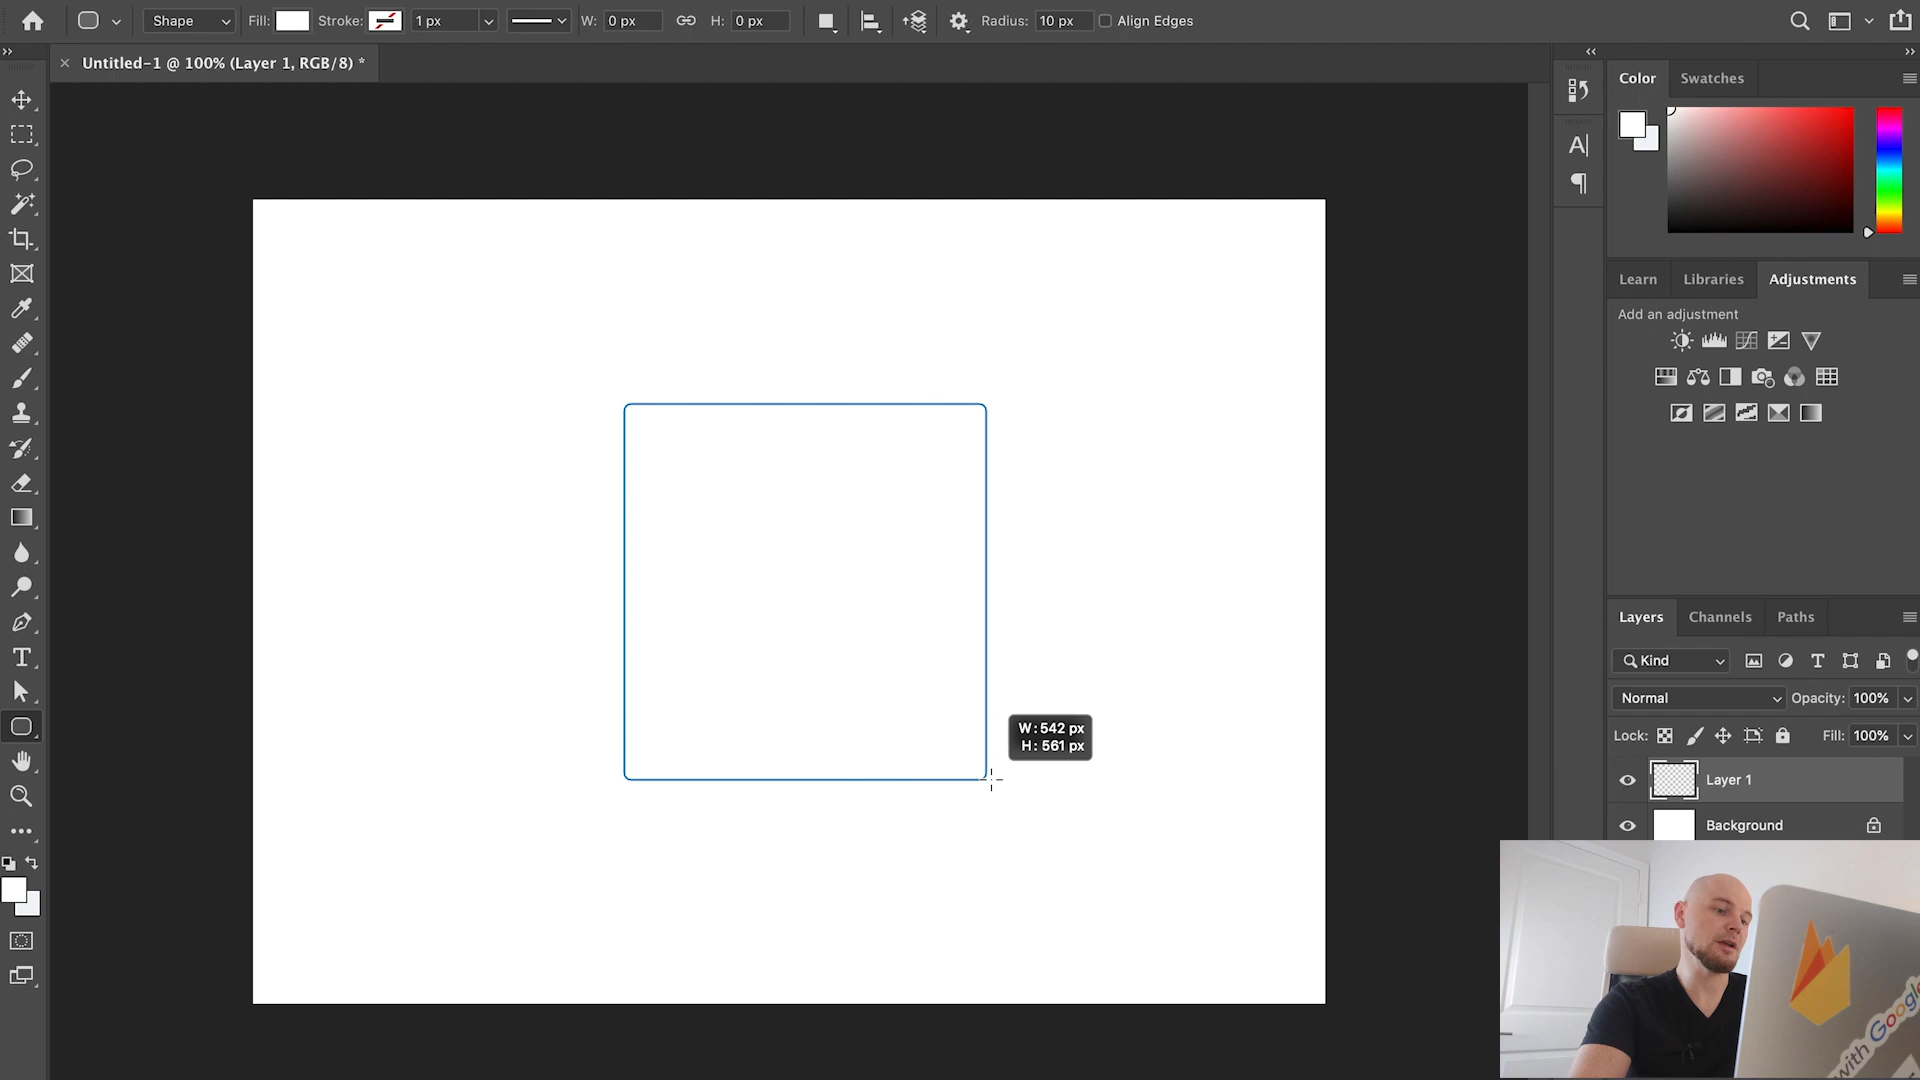 Shape
Fill:
Stroke:
1 px
W: 0 px
H: 0 px
Radius: 10 px
Align Edges
Untitled-1 @ 100% (Layer 1, RGB/8) *
Color
Swatches
A
Learn
Libraries
Adjustments
Add an adjustment
Layers
Channels
Paths
Kind
T
Normal
Opacity: 100%
Lock:
Fill: 100%
W: 542 px
H: 561 px
Layer 1
Background
with Google